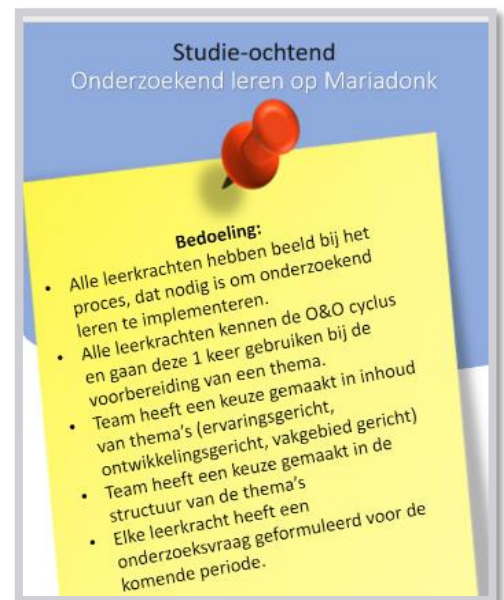 Studie-ochtend
Onderzoekend leren op Mariadonk
Bedoeling:
• Alle leerkrachten hebben beeld bij het
proces, dat nodig is om onderzoekend
leren te implementeren.
• Alle leerkrachten kennen de O&O cyclus
en gaan deze 1 keer gebruiken bij de
voorbereiding van een thema.
• Team heeft een keuze gemaakt in inhoud
van thema's (ervaringsgericht,
ontwikkelingsgericht, vakgebied gericht)
• Team heeft een keuze gemaakt in de
structuur van de thema's
• Elke leerkracht heeft een
onderzoeksvraag geformuleerd voor de
komende periode.